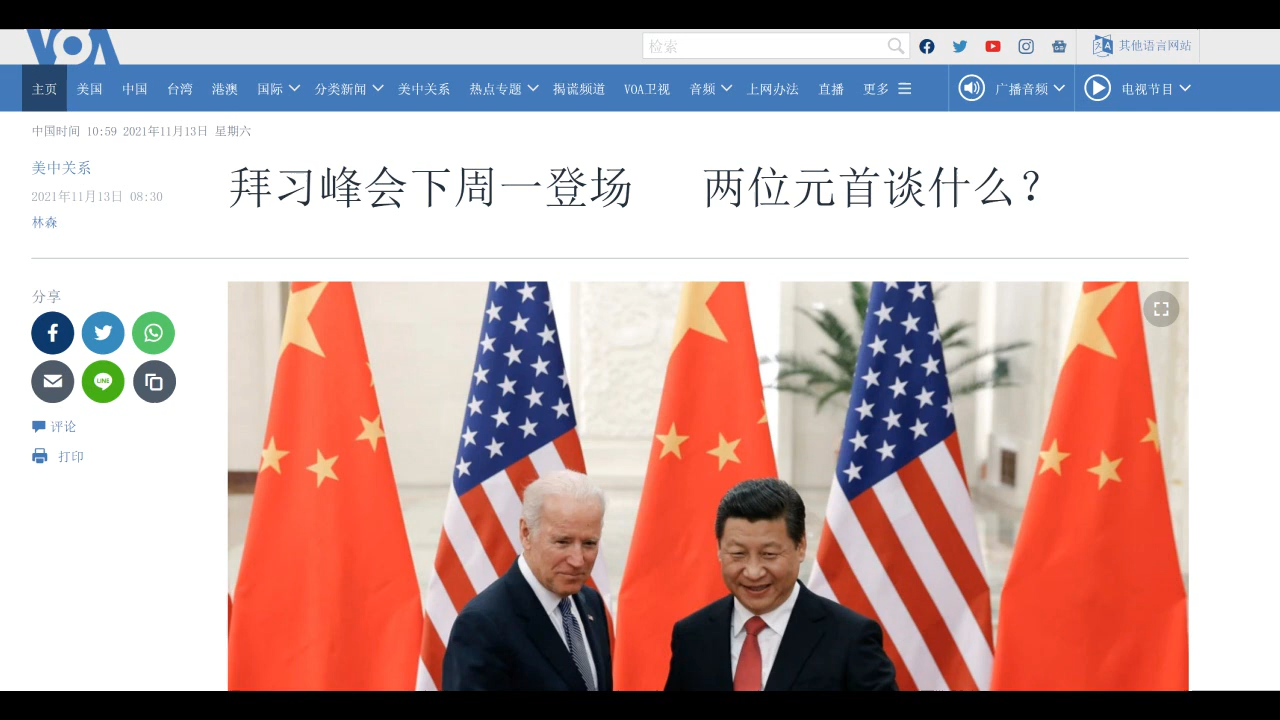 VOA
检索
其他语言网站
主页 美国 中国 台湾 港澳 国际 分类新闻 美中关系 热点专题 揭谎频道 VOA卫视 音频 上网办法 直播 更多 广播音频 电视节目
中国时间 10:59 2021年11月13日 星期六
美中关系
2021年11月13日 08:30
林森
拜习峰会下周一登场 两位元首谈什么？
分享
LINE
评论
打印